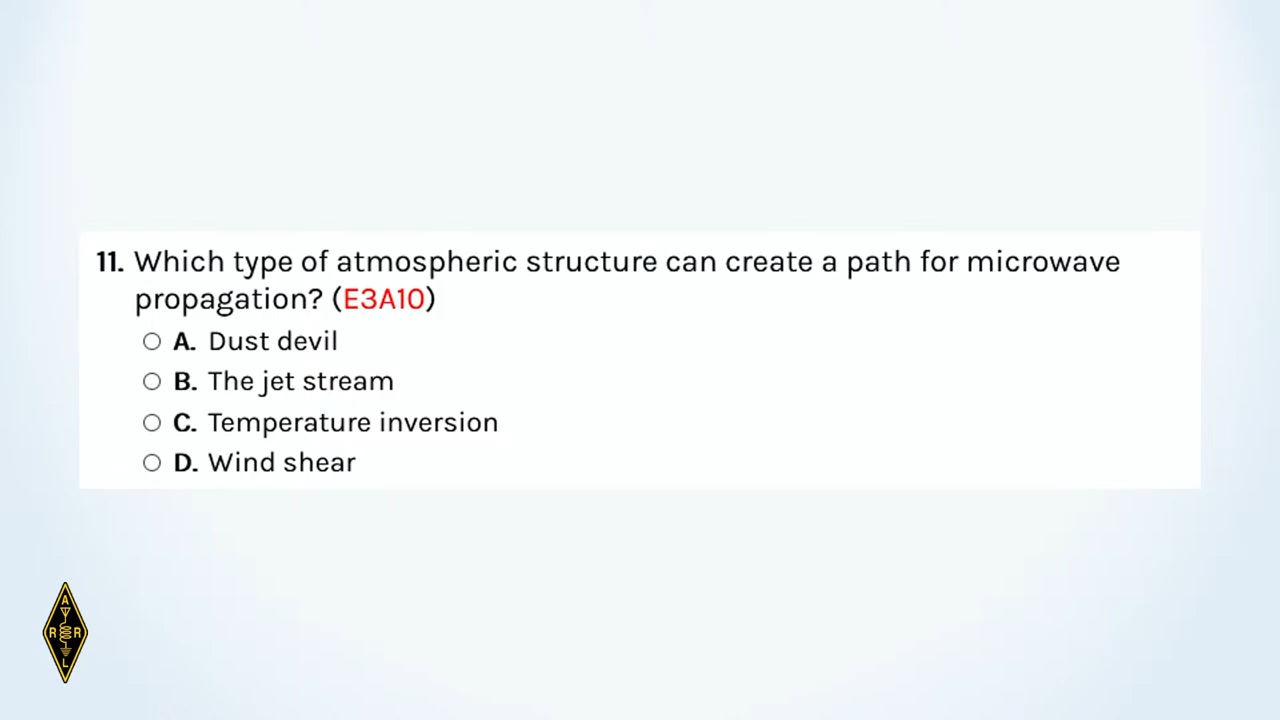 11. Which type of atmospheric structure can create a path for microwave
propagation? (E3A10)
A. Dust devil
B. The jet stream
C. Temperature inversion
D. Wind shear
A
R R
L